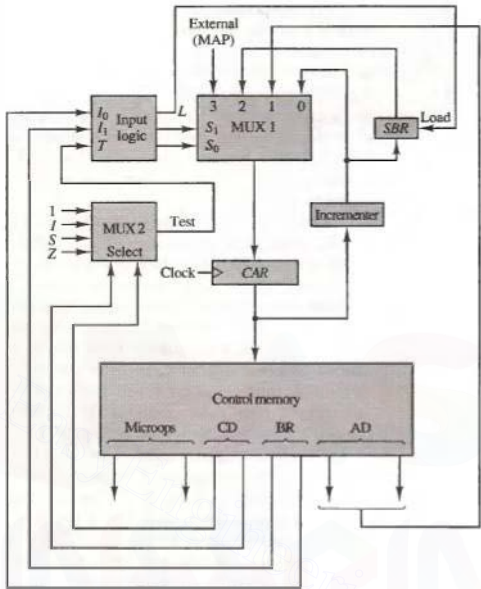 External
(MAP)
L
3 2 1 0
I0
I1
T
Input
logic
S1
S0
MUX 1
SBR
Load
1
I
S
Z
MUX 2
Select
Test
Incrementer
Clock
CAR
Control memory
Microops CD BR AD